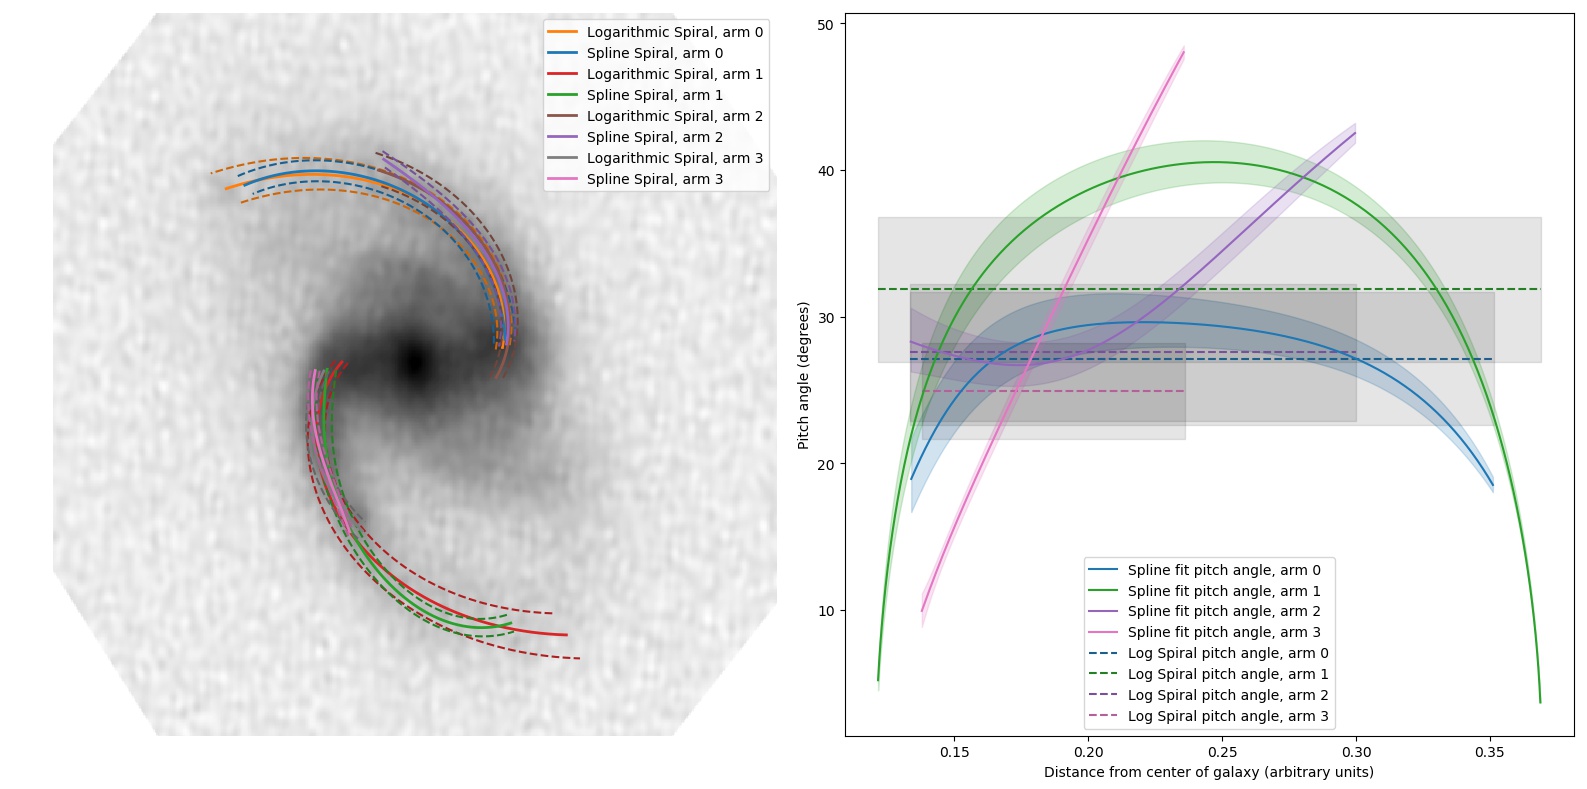 Logarithmic Spiral, arm 0
Spline Spiral, arm 0
Logarithmic Spiral, arm 1
Spline Spiral, arm 1
Logarithmic Spiral, arm 2
Spline Spiral, arm 2
Logarithmic Spiral, arm 3
Spline Spiral, arm 3
50
40
30
20
10
Pitch angle (degrees)
Spline fit pitch angle, arm 0
Spline fit pitch angle, arm 1
Spline fit pitch angle, arm 2
Spline fit pitch angle, arm 3
Log Spiral pitch angle, arm 0
Log Spiral pitch angle, arm 1
Log Spiral pitch angle, arm 2
Log Spiral pitch angle, arm 3
0.15 0.20 0.25 0.30 0.35
Distance from center of galaxy (arbitrary units)